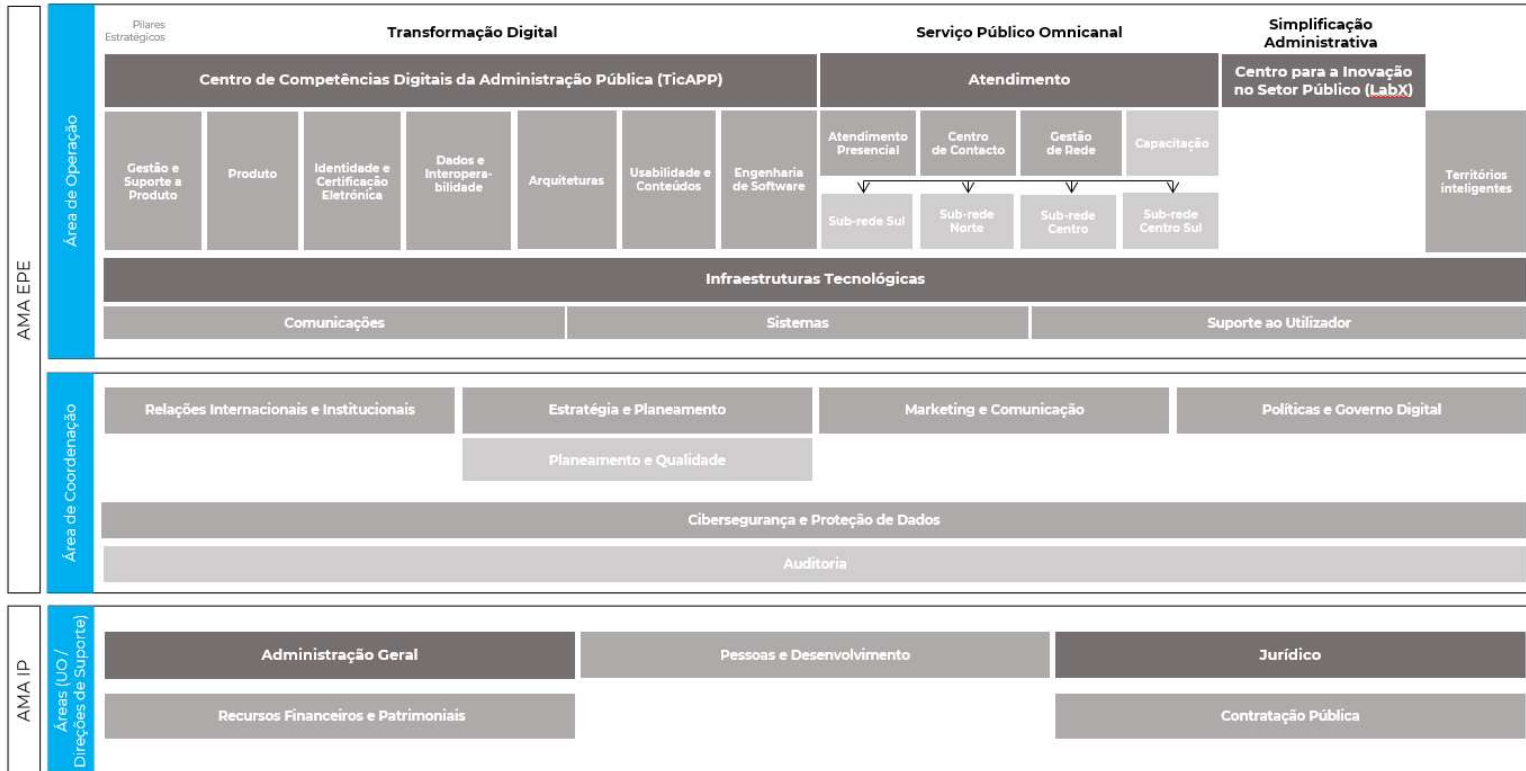 Pilares
Estratégicos
Transformação Digital
Serviço Público Omnicanal
Simplificação
Administrativa
AMA EPE
Área de Operação
Centro de Competências Digitais da Administração Pública (TicAPP)
Atendimento
Centro para a Inovação
no Setor Público (LabX)
Gestão e
Suporte a
Produto
Produto
Identidade e
Certificação
Eletrónica
Dados e
Interopera-
bilidade
Arquiteturas
Usabilidade e
Conteúdos
Engenharia
de Software
Atendimento
Presencial
Centro
de Contacto
Gestão
de Rede
Capacitação
Sub-rede Sul
Sub-rede
Norte
Sub-rede
Centro
Sub-rede
Centro Sul
Territórios
inteligentes
Infraestruturas Tecnológicas
Comunicações
Sistemas
Suporte ao Utilizador
Área de Coordenação
Relações Internacionais e Institucionais
Estratégia e Planeamento
Marketing e Comunicação
Políticas e Governo Digital
Planeamento e Qualidade
Cibersegurança e Proteção de Dados
Auditoria
AMA IP
Áreas (UO /
Direções de Suporte)
Administração Geral
Pessoas e Desenvolvimento
Jurídico
Recursos Financeiros e Patrimoniais
Contratação Pública